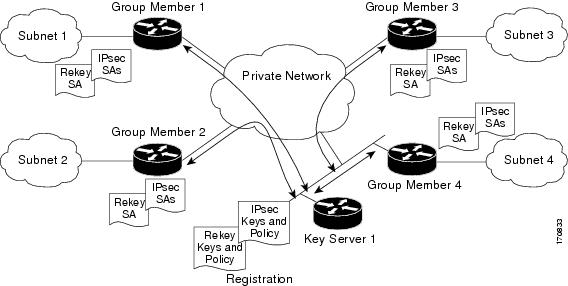 Group Member 1
Group Member 3
Subnet 1
Subnet 3
Rekey
SA
IPsec
SAs
Private Network
Rekey
SA
IPsec
SAs
Group Member 2
Rekey
SA
IPsec
SAs
Subnet 2
Subnet 4
Group Member 4
Rekey
SA
IPsec
SAs
IPsec
Keys and
Policy
Rekey
Keys and
Policy
Key Server 1
Registration
170833